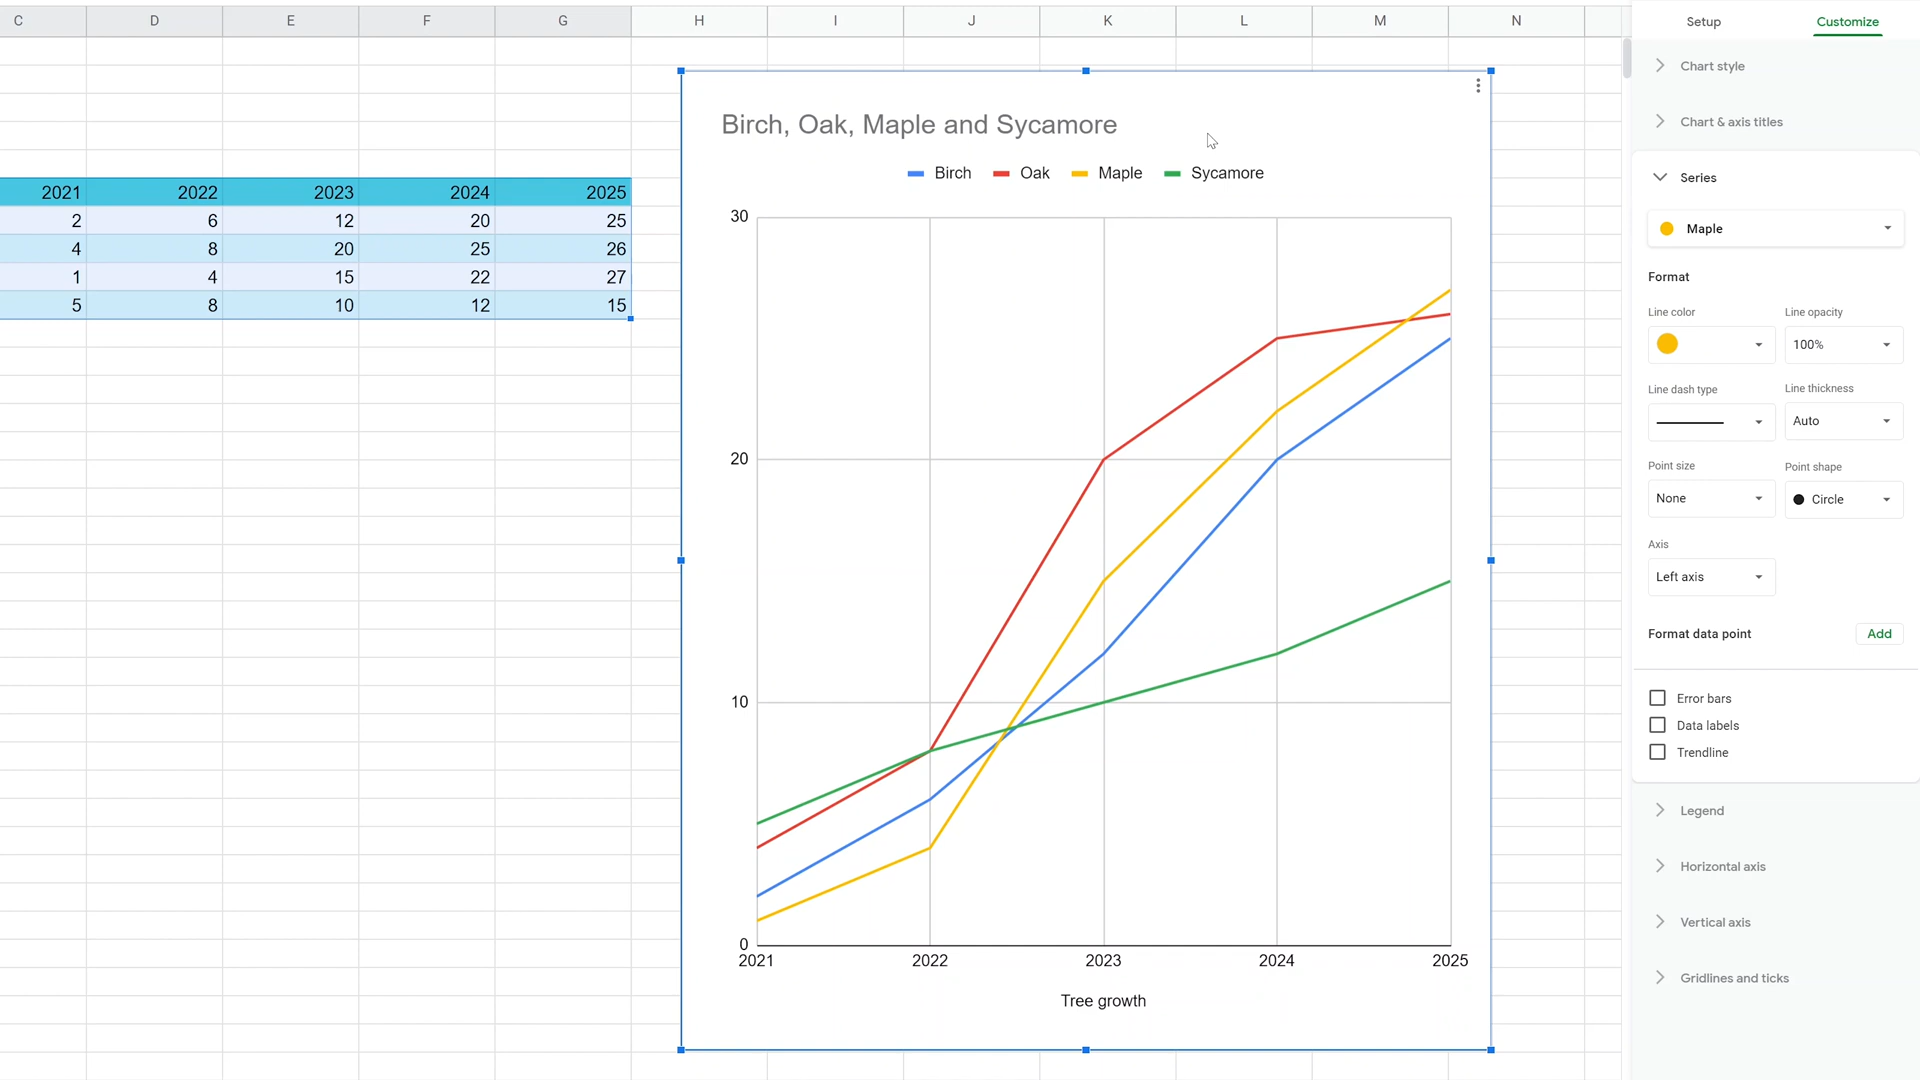 C D E F G H I J K L M N
2021 2022 2023 2024 2025
2 6 12 20 25
4 8 20 25 26
1 4 15 22 27
5 8 10 12 15
Birch, Oak, Maple and Sycamore
Birch Oak Maple Sycamore
30
20
10
0
2021 2022 2023 2024 2025
Tree growth
Setup Customize
Chart style
Chart & axis titles
Series
Maple
Format
Line color Line opacity
100%
Line dash type Line thickness
Auto
Point size Point shape
None Circle
Axis
Left axis
Format data point Add
Error bars
Data labels
Trendline
Legend
Horizontal axis
Vertical axis
Gridlines and ticks